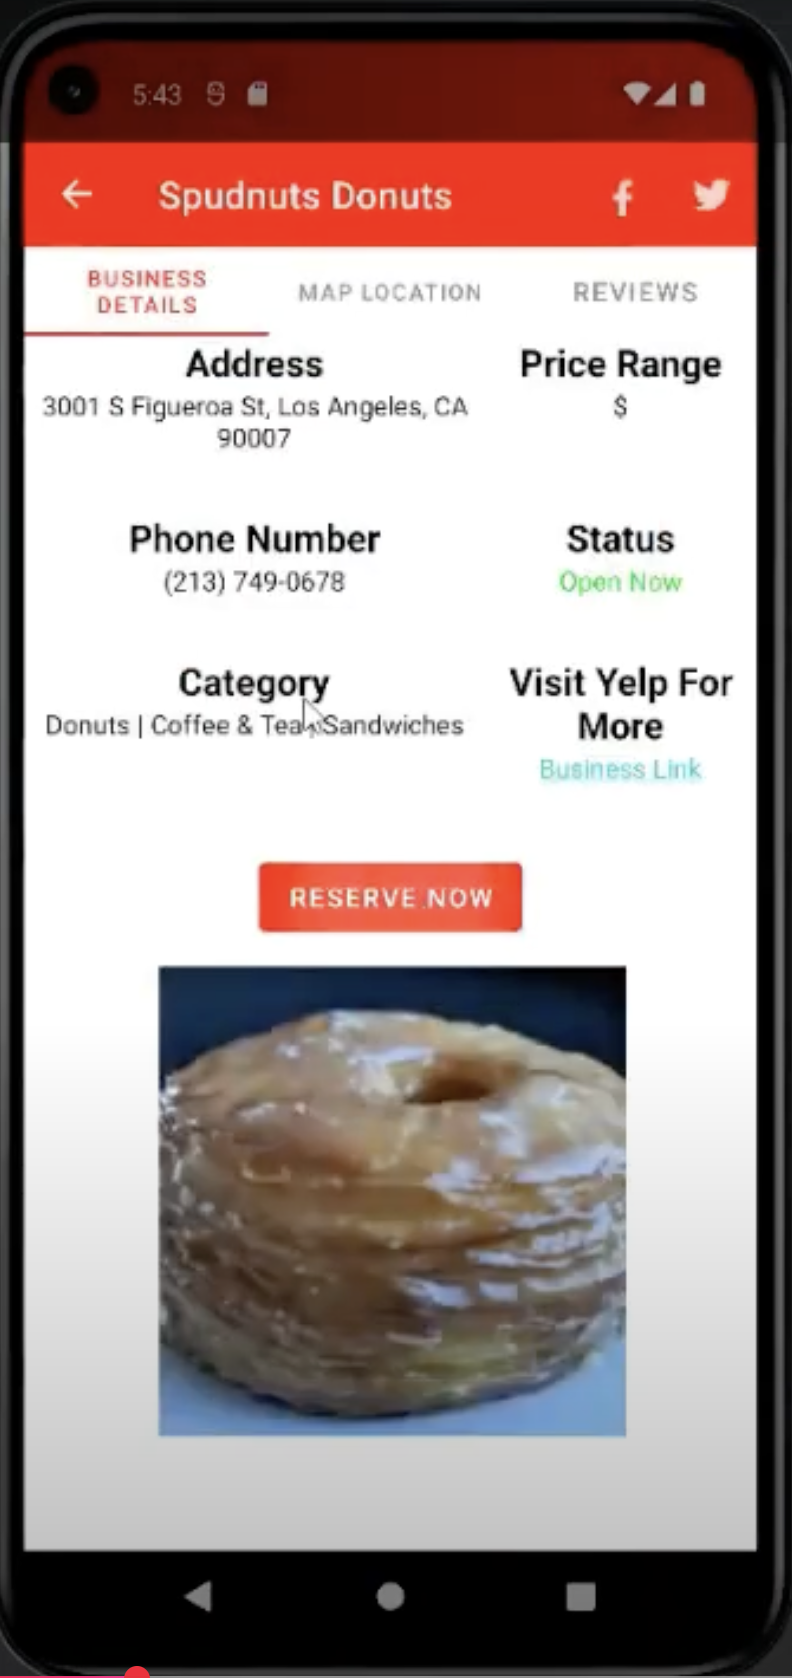 5:43
Spudnuts Donuts
BUSINESS
DETAILS
MAP LOCATION
REVIEWS
Address
3001 S Figueroa St, Los Angeles, CA
90007
Price Range
$
Phone Number
(213) 749-0678
Status
Open Now
Category
Donuts | Coffee & Tea | Sandwiches
Visit Yelp For
More
Business Link
RESERVE NOW